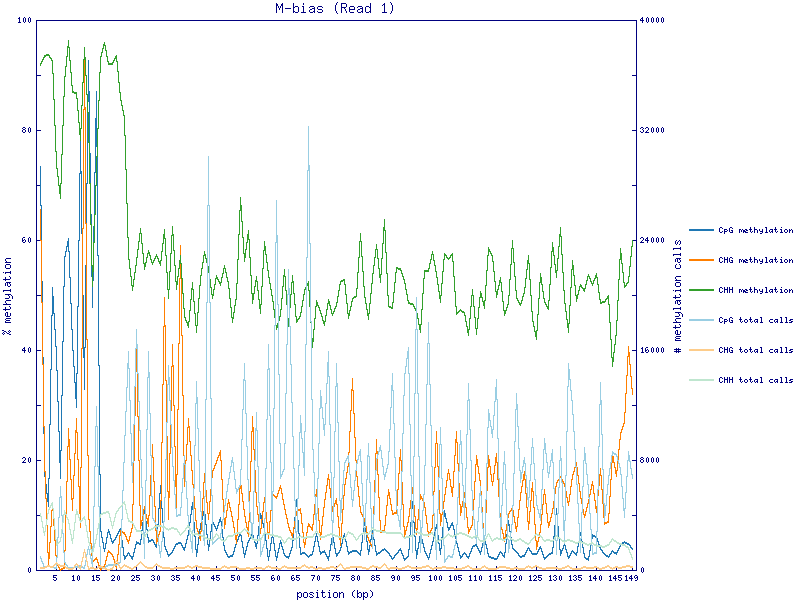 M-bias (Read 1)
100
80
60
40
20
0
% methylation
40000
32000
24000
16000
8000
0
# methylation calls
5 10 15 20 25 30 35 40 45 50 55 60 65 70 75 80 85 90 95 100 105 110 115 120 125 130 135 140 145 149
position (bp)
CpG methylation
CHG methylation
CHH methylation
CpG total calls
CHG total calls
CHH total calls